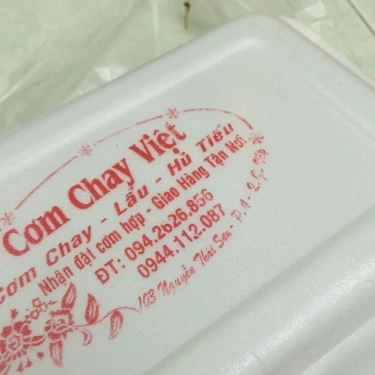 Cơm Chay Việt
Cơm Chay - Lẩu - Hủ Tiếu
Nhận đặt cơm hộp - Giao Hàng Tận Nơi
ĐT: 094.2626.856
0944.112.087
103 Nguyễn Thái Sơn - P.4 - Q.